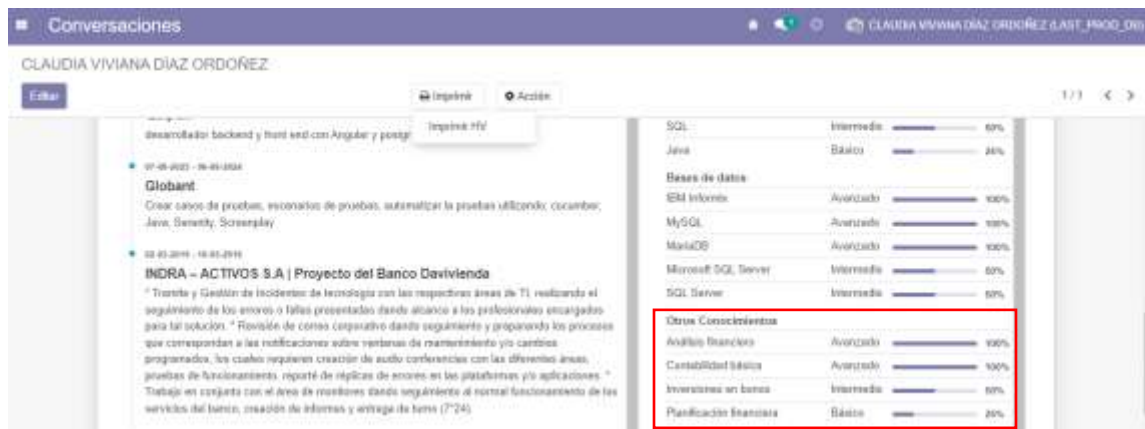 Conversaciones
CLAUDIA VIVIANA DÍAZ ORDOÑEZ (LAST_PROD_DB)
CLAUDIA VIVIANA DÍAZ ORDOÑEZ
Editar
Imprimir
Acción
1 / 1
Imprimir HV
desarrollador backend y front end con Angular y
Globant
Crear casos de pruebas, escenarios de pruebas, automatizar la pruebas utilizando: cucumber,
Java, Serenity, Screenplay
INDRA – ACTIVOS S.A | Proyecto del Banco Davivienda
* Tramite y Gestión de Incidentes de tecnología con las respectivas áreas de TI, realizando el
seguimiento de los errores o fallas presentadas dando alcance a los profesionales encargados
para tal solución. * Revisión de correo corporativo dando seguimiento y preparando los procesos
que correspondan a las notificaciones sobre ventanas de mantenimiento y/o cambios
programados, los cuales requieren creación de audio conferencias con las diferentes áreas,
pruebas de funcionamiento, reporte de réplicas de errores en las plataformas y/o aplicaciones. *
Trabajo en conjunto con el área de monitoreo dando seguimiento al normal funcionamiento de los
servicios del banco, creación de informes y entrega de turno (7*24)
SQL Intermedio 50%
Java Básico 25%
Bases de datos
IBM Informix Avanzado 100%
MySQL Avanzado 100%
MariaDB Avanzado 100%
Microsoft SQL Server Intermedio 50%
SQL Server Intermedio 50%
Otros Conocimientos
Análisis financiero Avanzado 100%
Contabilidad básica Avanzado 100%
Inversiones en bonos Intermedio 50%
Planificación financiera Básico 25%